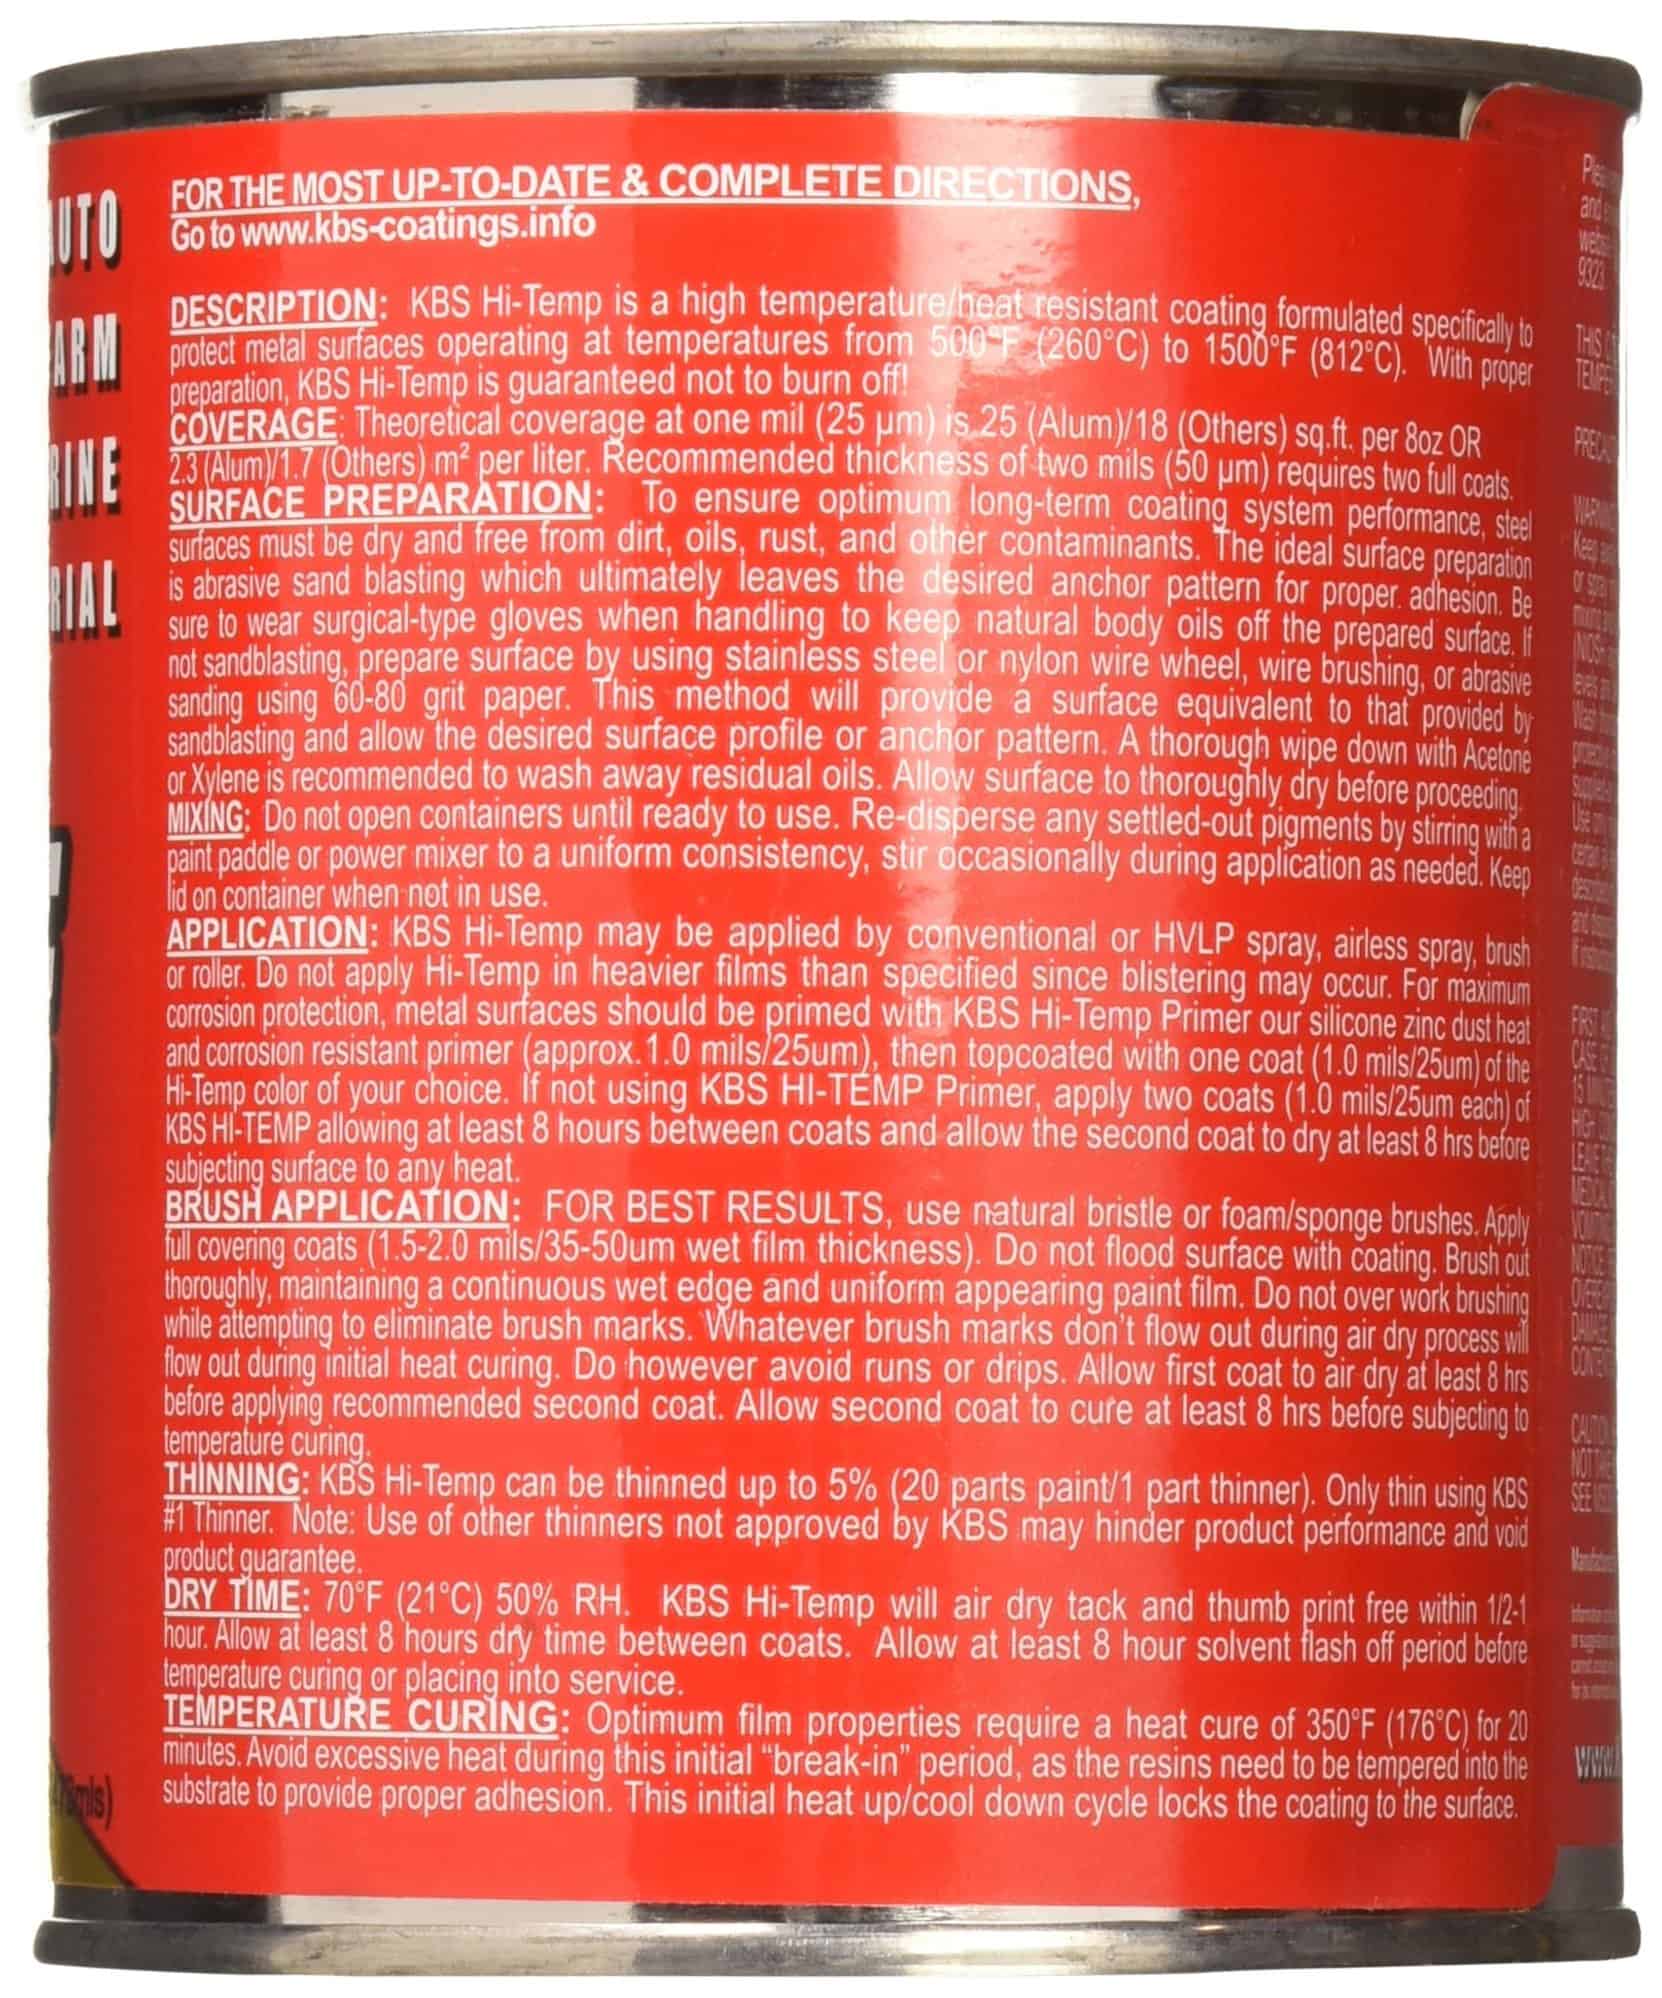 FOR THE MOST UP-TO-DATE & COMPLETE DIRECTIONS,
Go to www.kbs-coatings.info
DESCRIPTION: KBS Hi-Temp is a high temperature/heat resistant coating formulated specifically to
protect metal surfaces operating at temperatures from 500°F (260°C) to 1500°F (812°C). With proper
preparation, KBS Hi-Temp is guaranteed not to burn off!
COVERAGE: Theoretical coverage at one mil (25 µm) is 25 (Alum)/18 (Others) sq.ft. per 8oz OR
2.3 (Alum)/1.7 (Others) m² per liter. Recommended thickness of two mils (50 µm) requires two full coats.
SURFACE PREPARATION: To ensure optimum long-term coating system performance, steel
surfaces must be dry and free from dirt, oils, rust, and other contaminants. The ideal surface preparation
is abrasive sand blasting which ultimately leaves the desired anchor pattern for proper. adhesion. Be
sure to wear surgical-type gloves when handling to keep natural body oils off the prepared surface. If
not sandblasting, prepare surface by using stainless steel or nylon wire wheel, wire brushing, or abrasive
sanding using 60-80 grit paper. This method will provide a surface equivalent to that provided by
sandblasting and allow the desired surface profile or anchor pattern. A thorough wipe down with Acetone
or Xylene is recommended to wash away residual oils. Allow surface to thoroughly dry before proceeding.
MIXING: Do not open containers until ready to use. Re-disperse any settled-out pigments by stirring with a
paint paddle or power mixer to a uniform consistency, stir occasionally during application as needed. Keep
lid on container when not in use.
APPLICATION: KBS Hi-Temp may be applied by conventional or HVLP spray, airless spray, brush
or roller. Do not apply Hi-Temp in heavier films than specified since blistering may occur. For maximum
corrosion protection, metal surfaces should be primed with KBS Hi-Temp Primer our silicone zinc dust heat
and corrosion resistant primer (approx.1.0 mils/25um), then topcoated with one coat (1.0 mils/25um) of the
Hi-Temp color of your choice. If not using KBS HI-TEMP Primer, apply two coats (1.0 mils/25um each) of
KBS HI-TEMP allowing at least 8 hours between coats and allow the second coat to dry at least 8 hrs before
subjecting surface to any heat.
BRUSH APPLICATION: FOR BEST RESULTS, use natural bristle or foam/sponge brushes. Apply
full covering coats (1.5-2.0 mils/35-50um wet film thickness). Do not flood surface with coating. Brush out
thoroughly, maintaining a continuous wet edge and uniform appearing paint film. Do not over work brushing
while attempting to eliminate brush marks. Whatever brush marks don't flow out during air dry process will
flow out during initial heat curing. Do however avoid runs or drips. Allow first coat to air dry at least 8 hrs
before applying recommended second coat. Allow second coat to cure at least 8 hrs before subjecting to
temperature curing.
THINNING: KBS Hi-Temp can be thinned up to 5% (20 parts paint/1 part thinner). Only thin using KBS
#1 Thinner. Note: Use of other thinners not approved by KBS may hinder product performance and void
product guarantee.
DRY TIME: 70°F (21°C) 50% RH. KBS Hi-Temp will air dry tack and thumb print free within 1/2-1
hour. Allow at least 8 hours dry time between coats. Allow at least 8 hour solvent flash off period before
temperature curing or placing into service.
TEMPERATURE CURING: Optimum film properties require a heat cure of 350°F (176°C) for 20
minutes. Avoid excessive heat during this initial "break-in" period, as the resins need to be tempered into the
substrate to provide proper adhesion. This initial heat up/cool down cycle locks the coating to the surface.